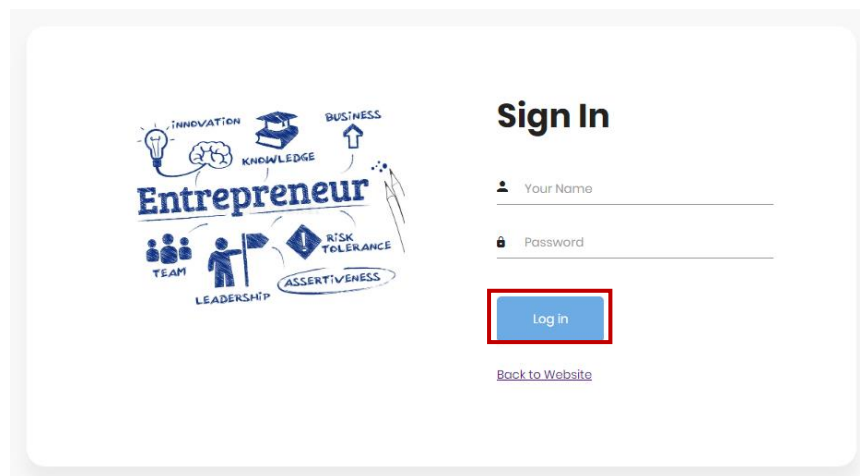 INNOVATION
BUSINESS
KNOWLEDGE
Entrepreneur
TEAM
LEADERSHIP
RISK
TOLERANCE
ASSERTIVENESS
Sign In
Your Name
Password
Log in
Back to Website